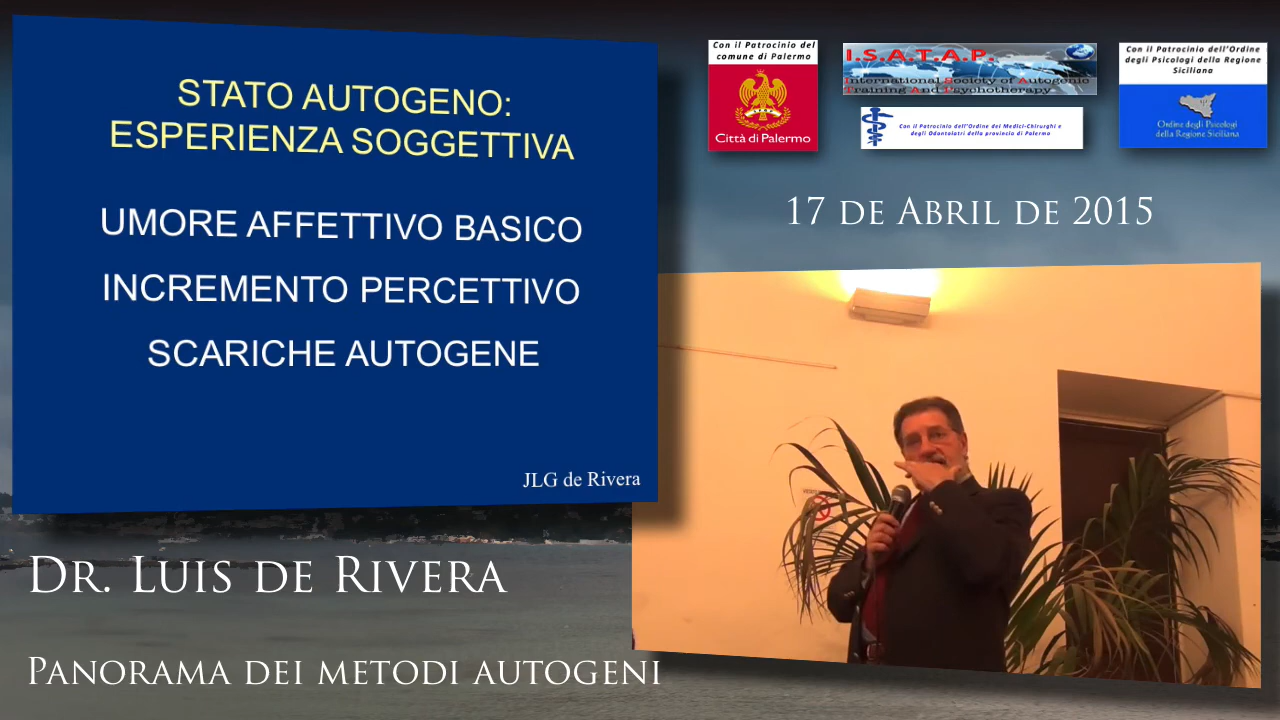 STATO AUTOGENO:
ESPERIENZA SOGGETTIVA
UMORE AFFETTIVO BASICO
INCREMENTO PERCETTIVO
SCARICHE AUTOGENE
JLG de Rivera
Con il Patrocinio del
comune di Palermo
Città di Palermo
I.S.A.T.A.P.
International Society of Autogenic
Training And Psychotherapy
Con il Patrocinio dell'Ordine dei Medici-Chirurghi e
degli Odontoiatri della provincia di Palermo
Con il Patrocinio dell'Ordine
degli Psicologi della Regione
Siciliana
Ordine degli Psicologi
della Regione Siciliana
17 de Abril de 2015
Dr. Luis de Rivera
Panorama dei metodi autogeni